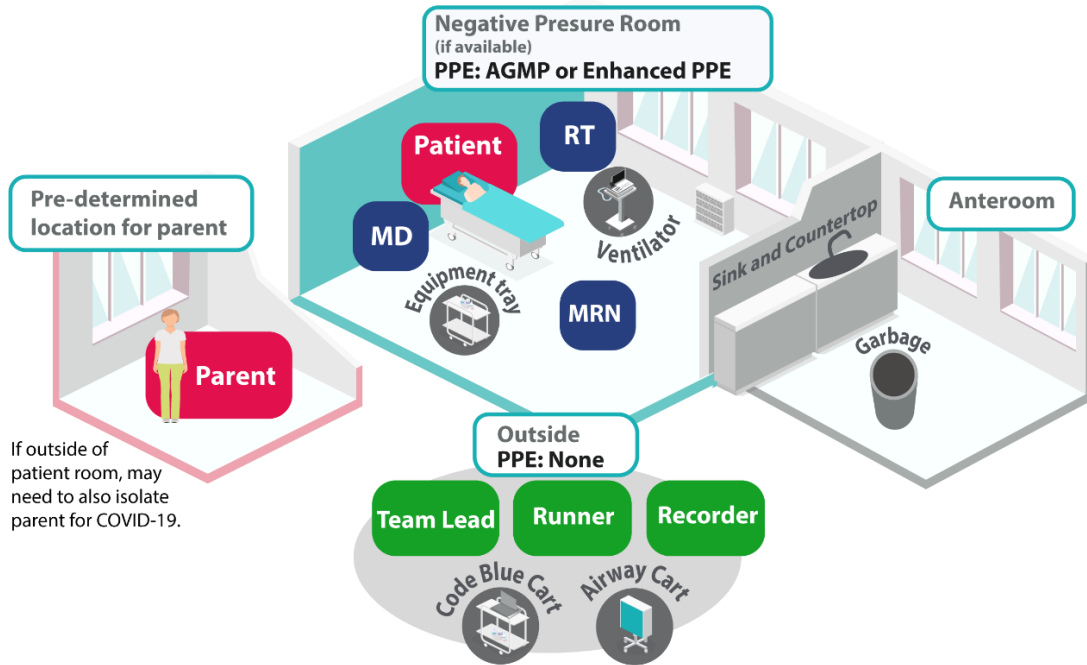 Negative Presure Room
(if available)
PPE: AGMP or Enhanced PPE
Patient
RT
Ventilator
MD
Equipment tray
MRN
Pre-determined
location for parent
Parent
If outside of
patient room, may
need to also isolate
parent for COVID-19.
Sink and Countertop
Anteroom
Garbage
Outside
PPE: None
Team Lead
Runner
Recorder
Code Blue Cart
Airway Cart